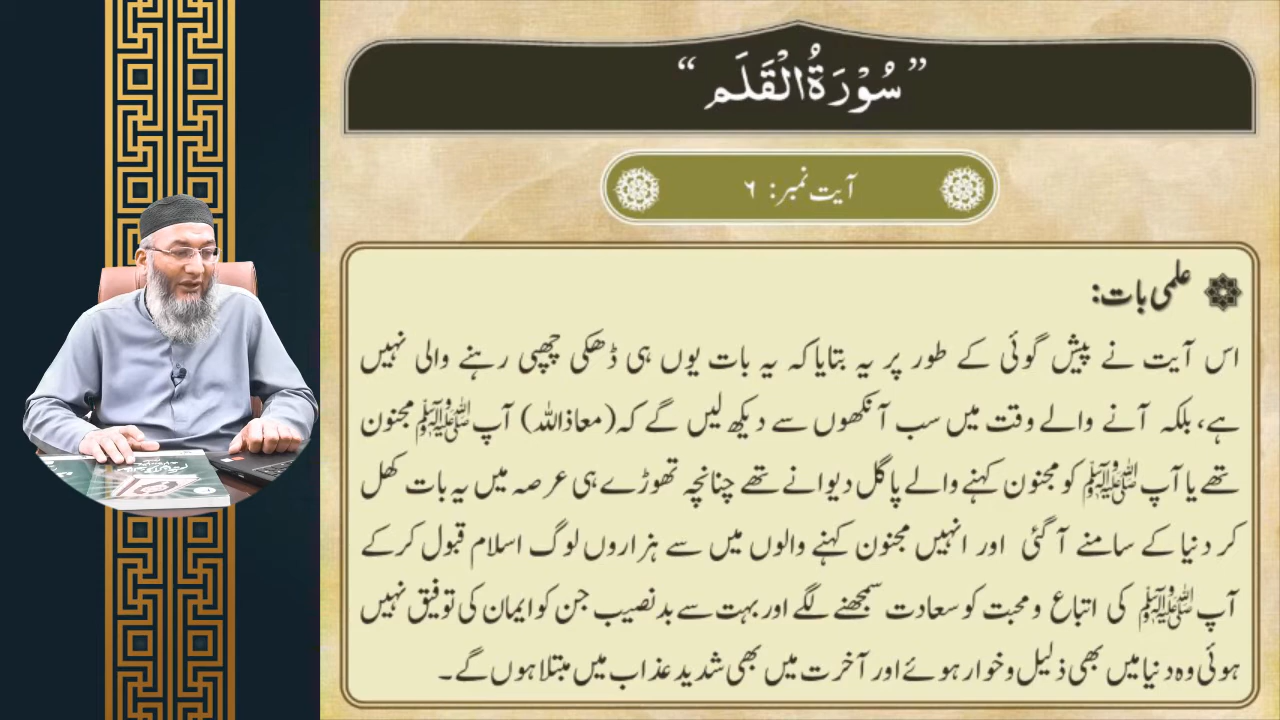 ”سُوْرَةُ الْقَلَم“
آیت نمبر: ٦
علمی بات:
اس آیت نے پیش گوئی کے طور پر یہ بتایا کہ یہ بات یوں ہی ڈھکی چھپی رہنے والی نہیں
ہے، بلکہ آنے والے وقت میں سب آنکھوں سے دیکھ لیں گے کہ (معاذاللہ) آپ ﷺ مجنون
تھے یا آپ ﷺ کو مجنون کہنے والے پاگل دیوانے تھے چنانچہ تھوڑے ہی عرصہ میں یہ بات کھل
کر دنیا کے سامنے آ گئی اور انہیں مجنون کہنے والوں میں سے ہزاروں لوگ اسلام قبول کرکے
آپ ﷺ کی اتباع و محبت کو سعادت سمجھنے لگے اور بہت سے بدنصیب جن کو ایمان کی توفیق نہیں
ہوئی وہ دنیا میں بھی ذلیل و خوار ہوئے اور آخرت میں بھی شدید عذاب میں مبتلا ہوں گے۔